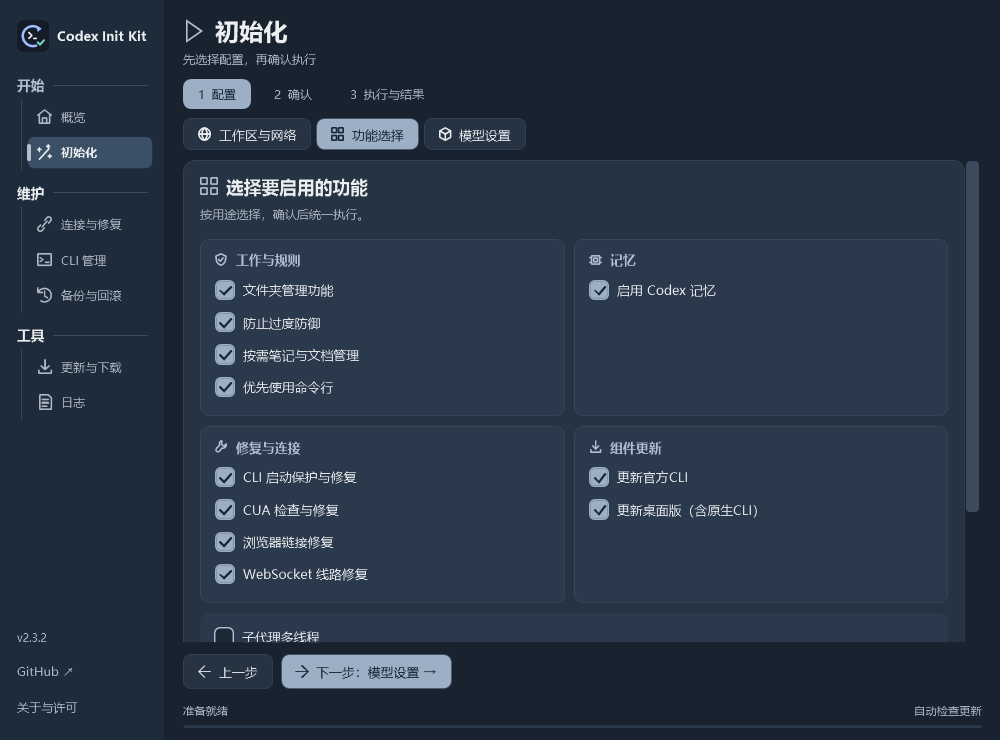 Codex Init Kit
开始
概览
初始化
维护
连接与修复
CLI 管理
备份与回滚
工具
更新与下载
日志
v2.3.2
GitHub ↗
关于与许可
初始化
先选择配置，再确认执行
1 配置
2 确认
3 执行与结果
工作区与网络
功能选择
模型设置
选择要启用的功能
按用途选择，确认后统一执行。
工作与规则
文件夹管理功能
防止过度防御
按需笔记与文档管理
优先使用命令行
记忆
启用 Codex 记忆
修复与连接
CLI 启动保护与修复
CUA 检查与修复
浏览器链接修复
WebSocket 线路修复
组件更新
更新官方CLI
更新桌面版（含原生CLI）
子代理多线程
← 上一步
→ 下一步：模型设置 →
准备就绪
自动检查更新